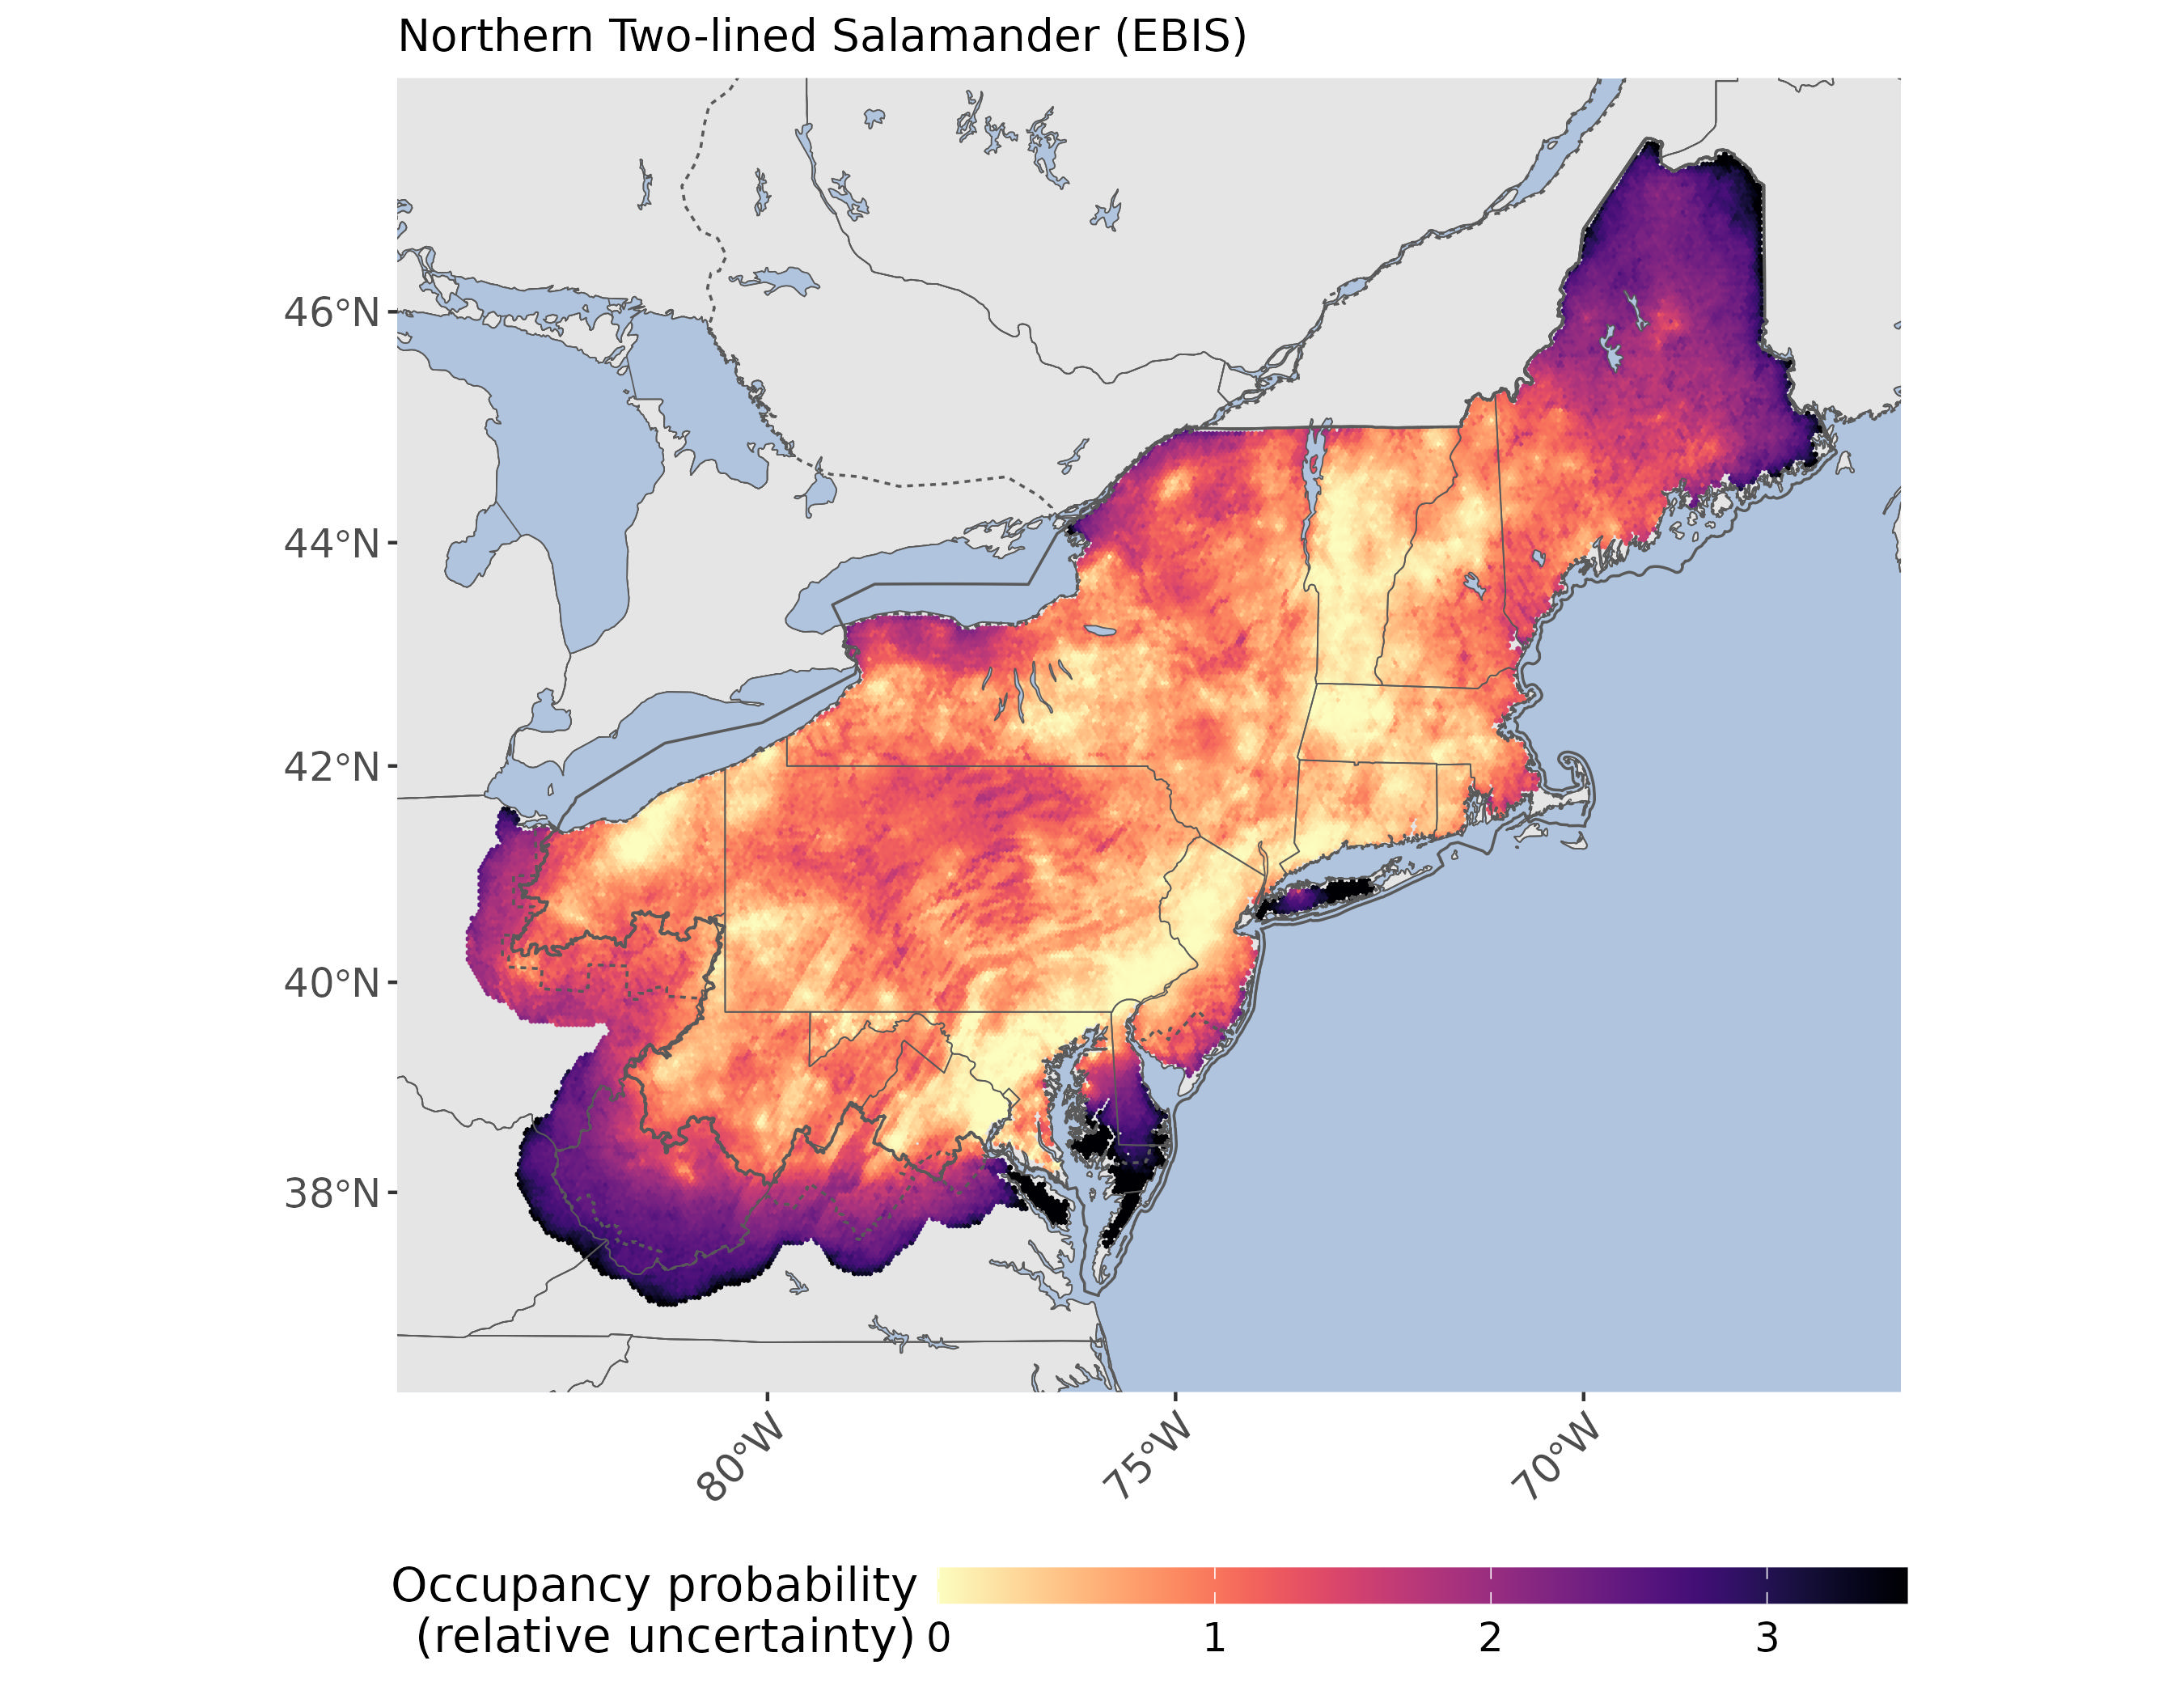 Northern Two-lined Salamander (EBIS)
46°N
44°N
42°N
40°N
38°N
80°W
75°W
70°W
Occupancy probability
(relative uncertainty)
0
1
2
3